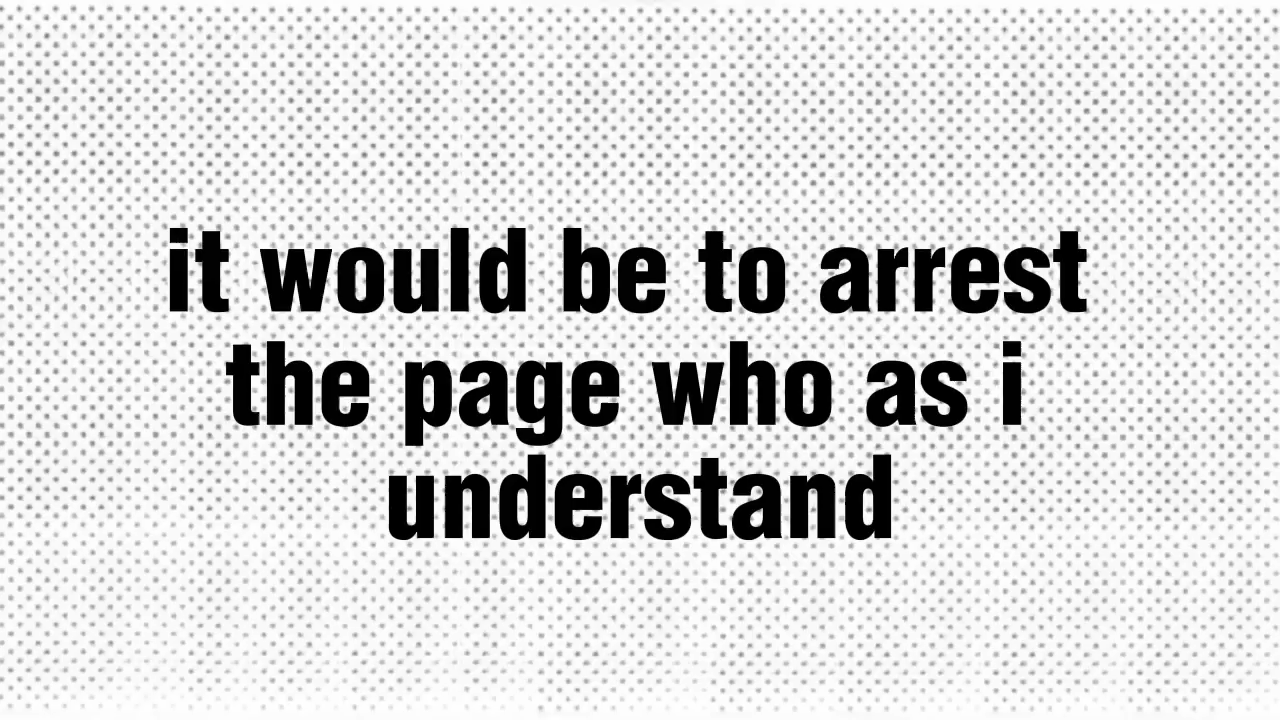 it would be to arrest
the page who as i
understand